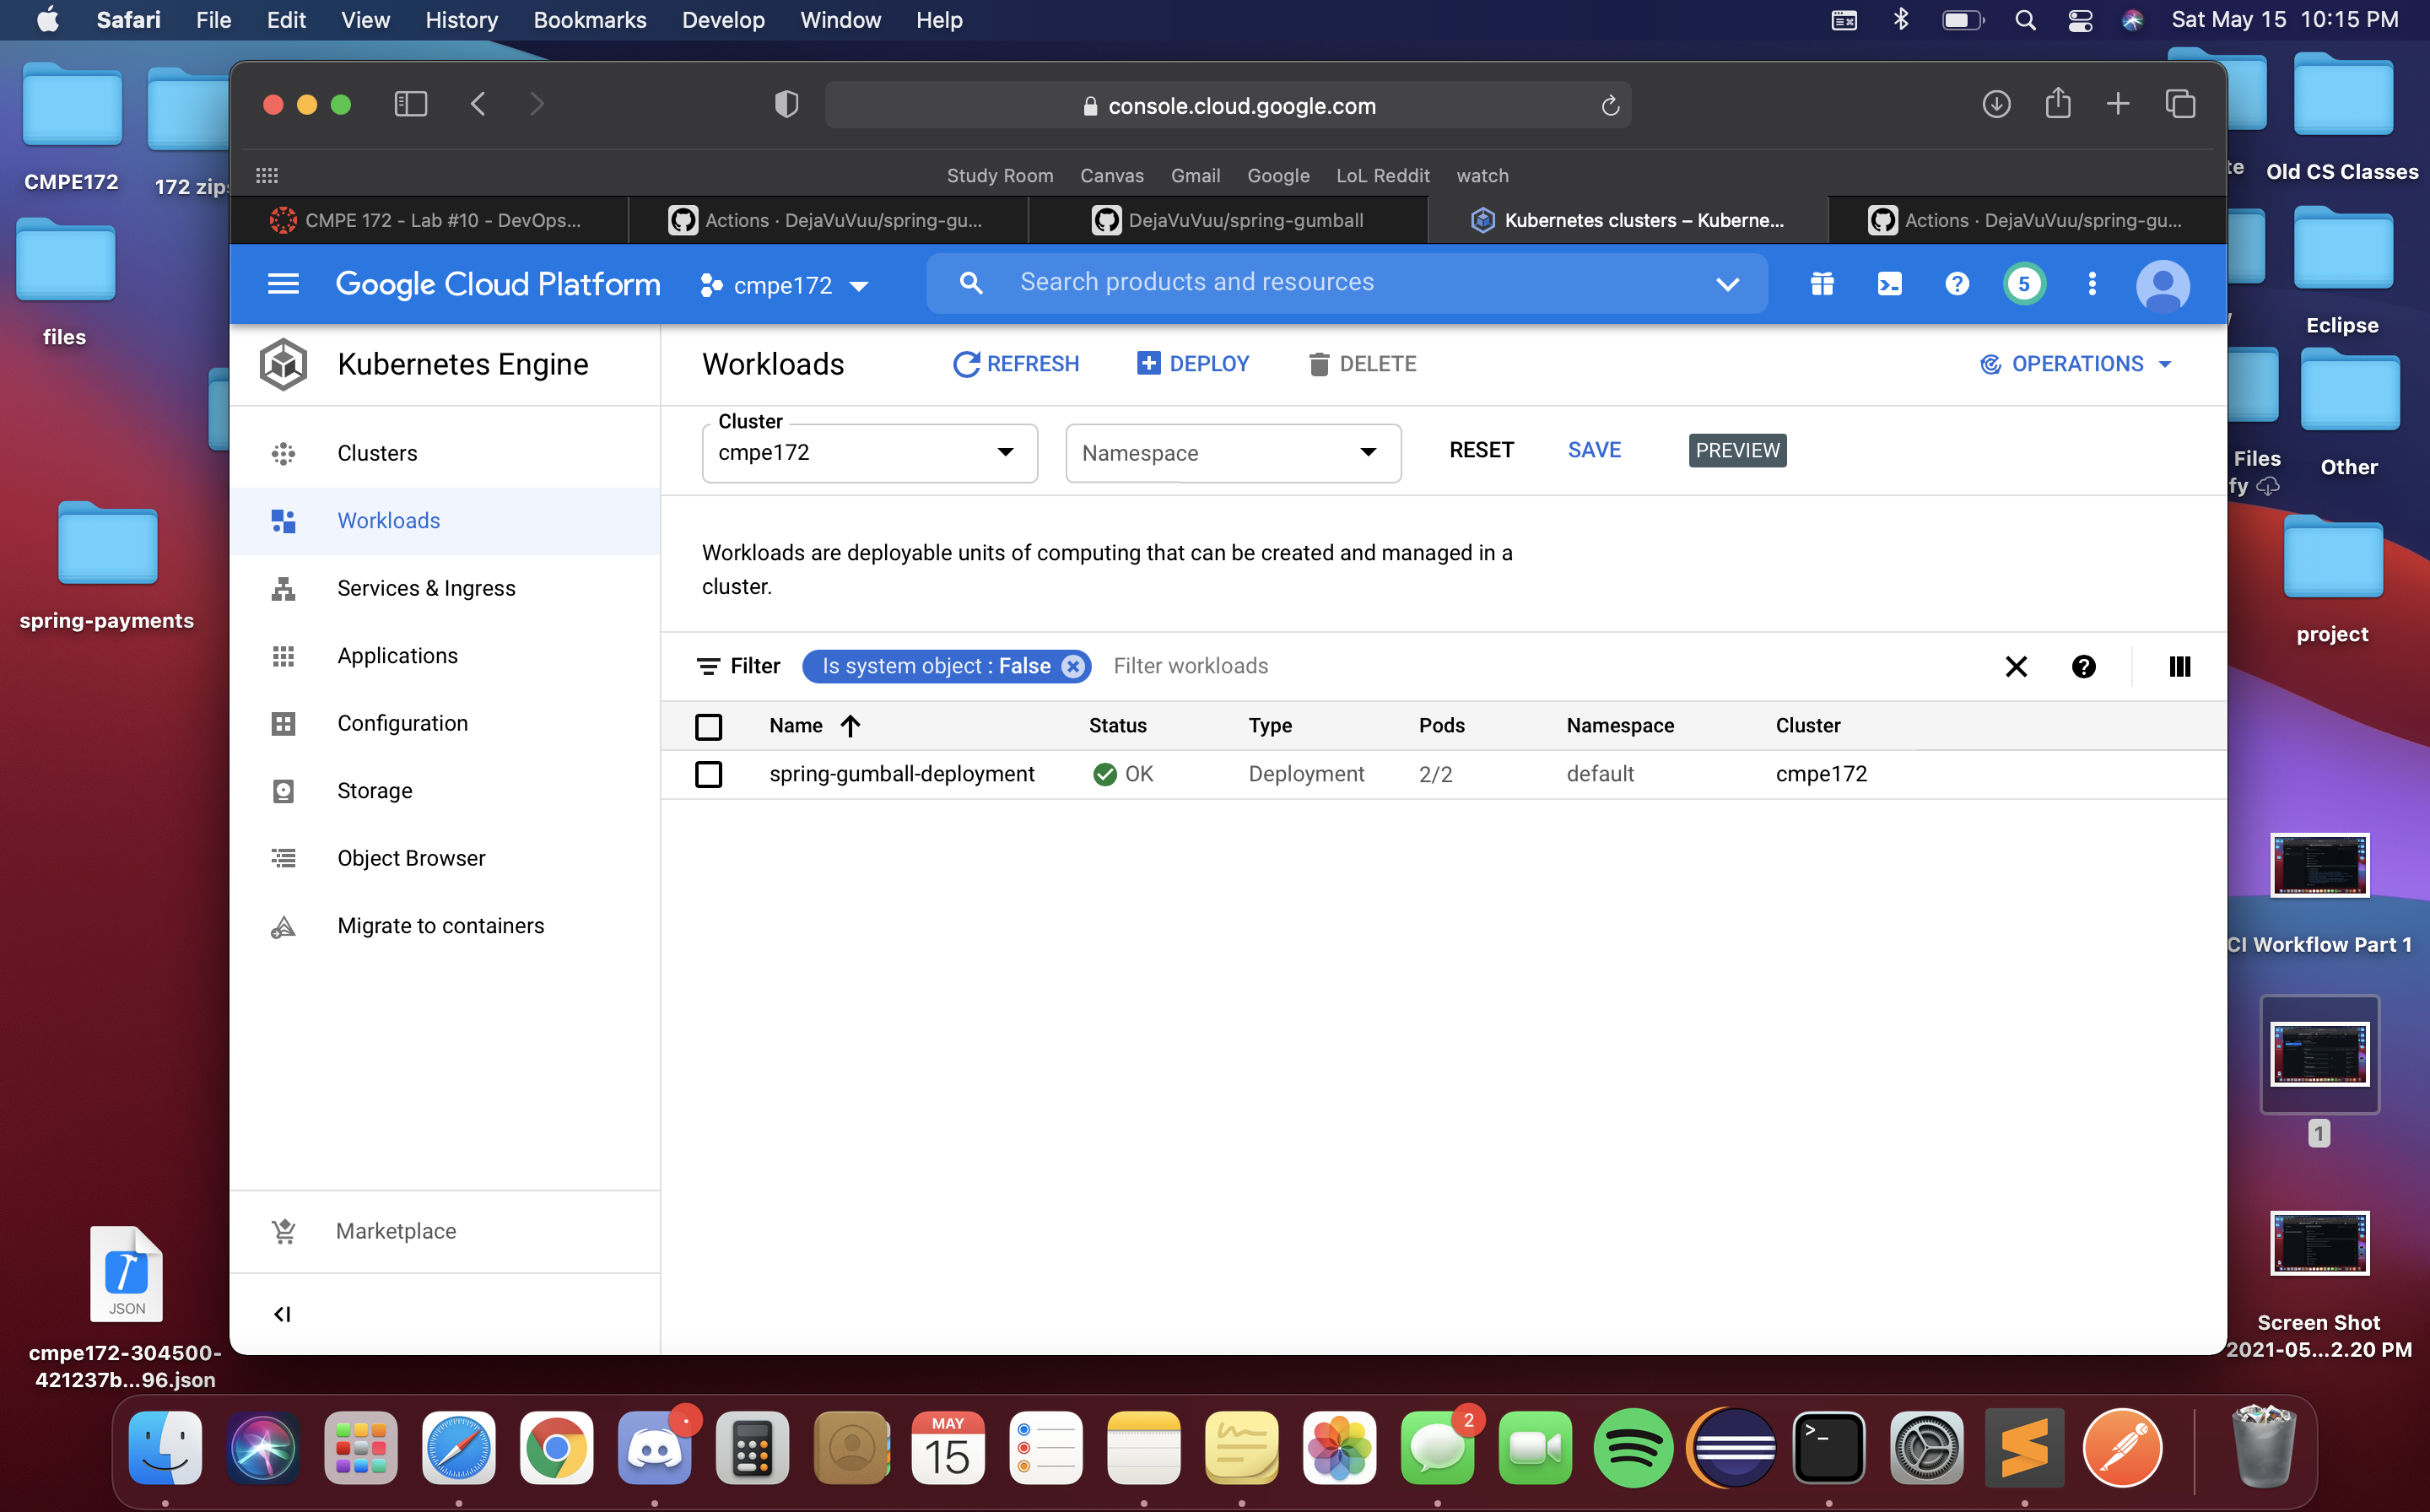 Safari File Edit View History Bookmarks Develop Window Help Sat May 15 10:15 PM
console.cloud.google.com
Study Room Canvas Gmail Google LoL Reddit watch
CMPE 172 - Lab #10 - DevOps... Actions · DejaVuVuu/spring-gu... DejaVuVuu/spring-gumball Kubernetes clusters – Kuberne... Actions · DejaVuVuu/spring-gu...
Google Cloud Platform cmpe172 Search products and resources 5
Kubernetes Engine
Clusters
Workloads
Services & Ingress
Applications
Configuration
Storage
Object Browser
Migrate to containers
Marketplace
Workloads REFRESH DEPLOY DELETE OPERATIONS
Cluster
cmpe172 Namespace RESET SAVE PREVIEW
Workloads are deployable units of computing that can be created and managed in a
cluster.
Filter Is system object : False Filter workloads
Name Status Type Pods Namespace Cluster
spring-gumball-deployment OK Deployment 2/2 default cmpe172
CMPE172
172 zips
files
spring-payments
JSON
cmpe172-304500-
421237b...96.json
te
Old CS Classes
Eclipse
Files
fy
Other
project
CI Workflow Part 1
1
Screen Shot
2021-05...2.20 PM
MAY
15
2
>_